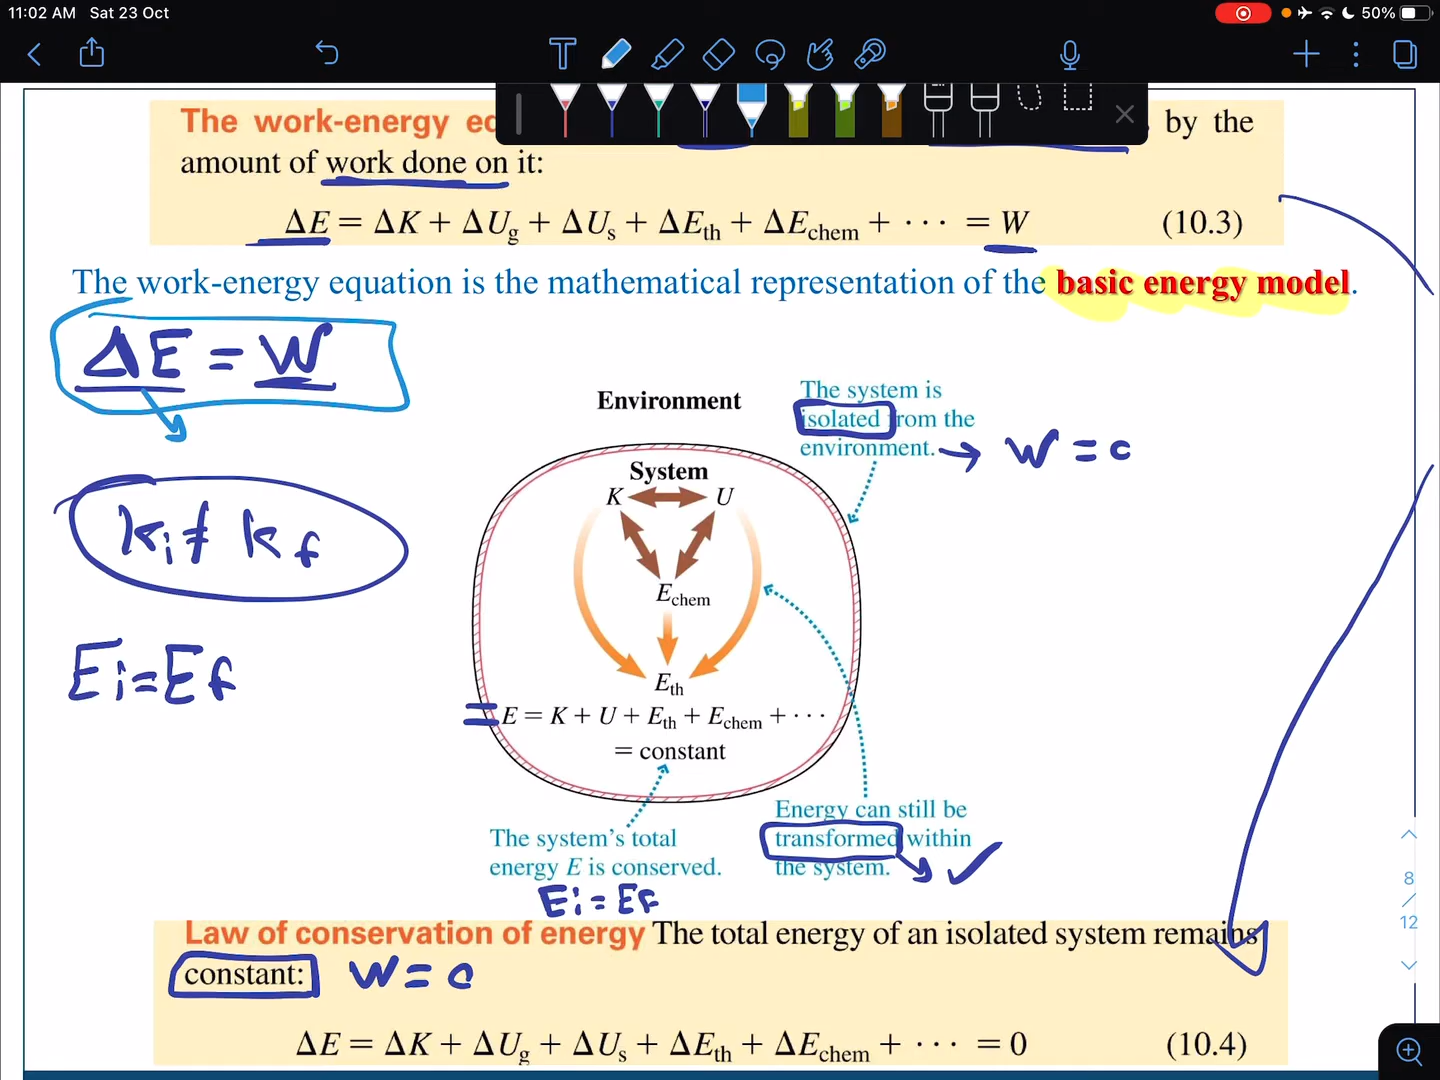 11:02 AM Sat 23 Oct
50%
The work-energy eq
by the
amount of work done on it:
ΔE = ΔK + ΔUg + ΔUs + ΔEth + ΔEchem + · · · = W (10.3)
The work-energy equation is the mathematical representation of the basic energy model.
ΔE = W
Environment
The system is
isolated from the
environment. → W = 0
System
K U
Ki ≠ Kf
Echem
Ei = Ef
Eth
= E = K + U + Eth + Echem + · · ·
= constant
Energy can still be
transformed within
the system.
The system's total
energy E is conserved.
Ei = Ef
8
/
12
Law of conservation of energy The total energy of an isolated system remains
constant: W = 0
ΔE = ΔK + ΔUg + ΔUs + ΔEth + ΔEchem + · · · = 0 (10.4)